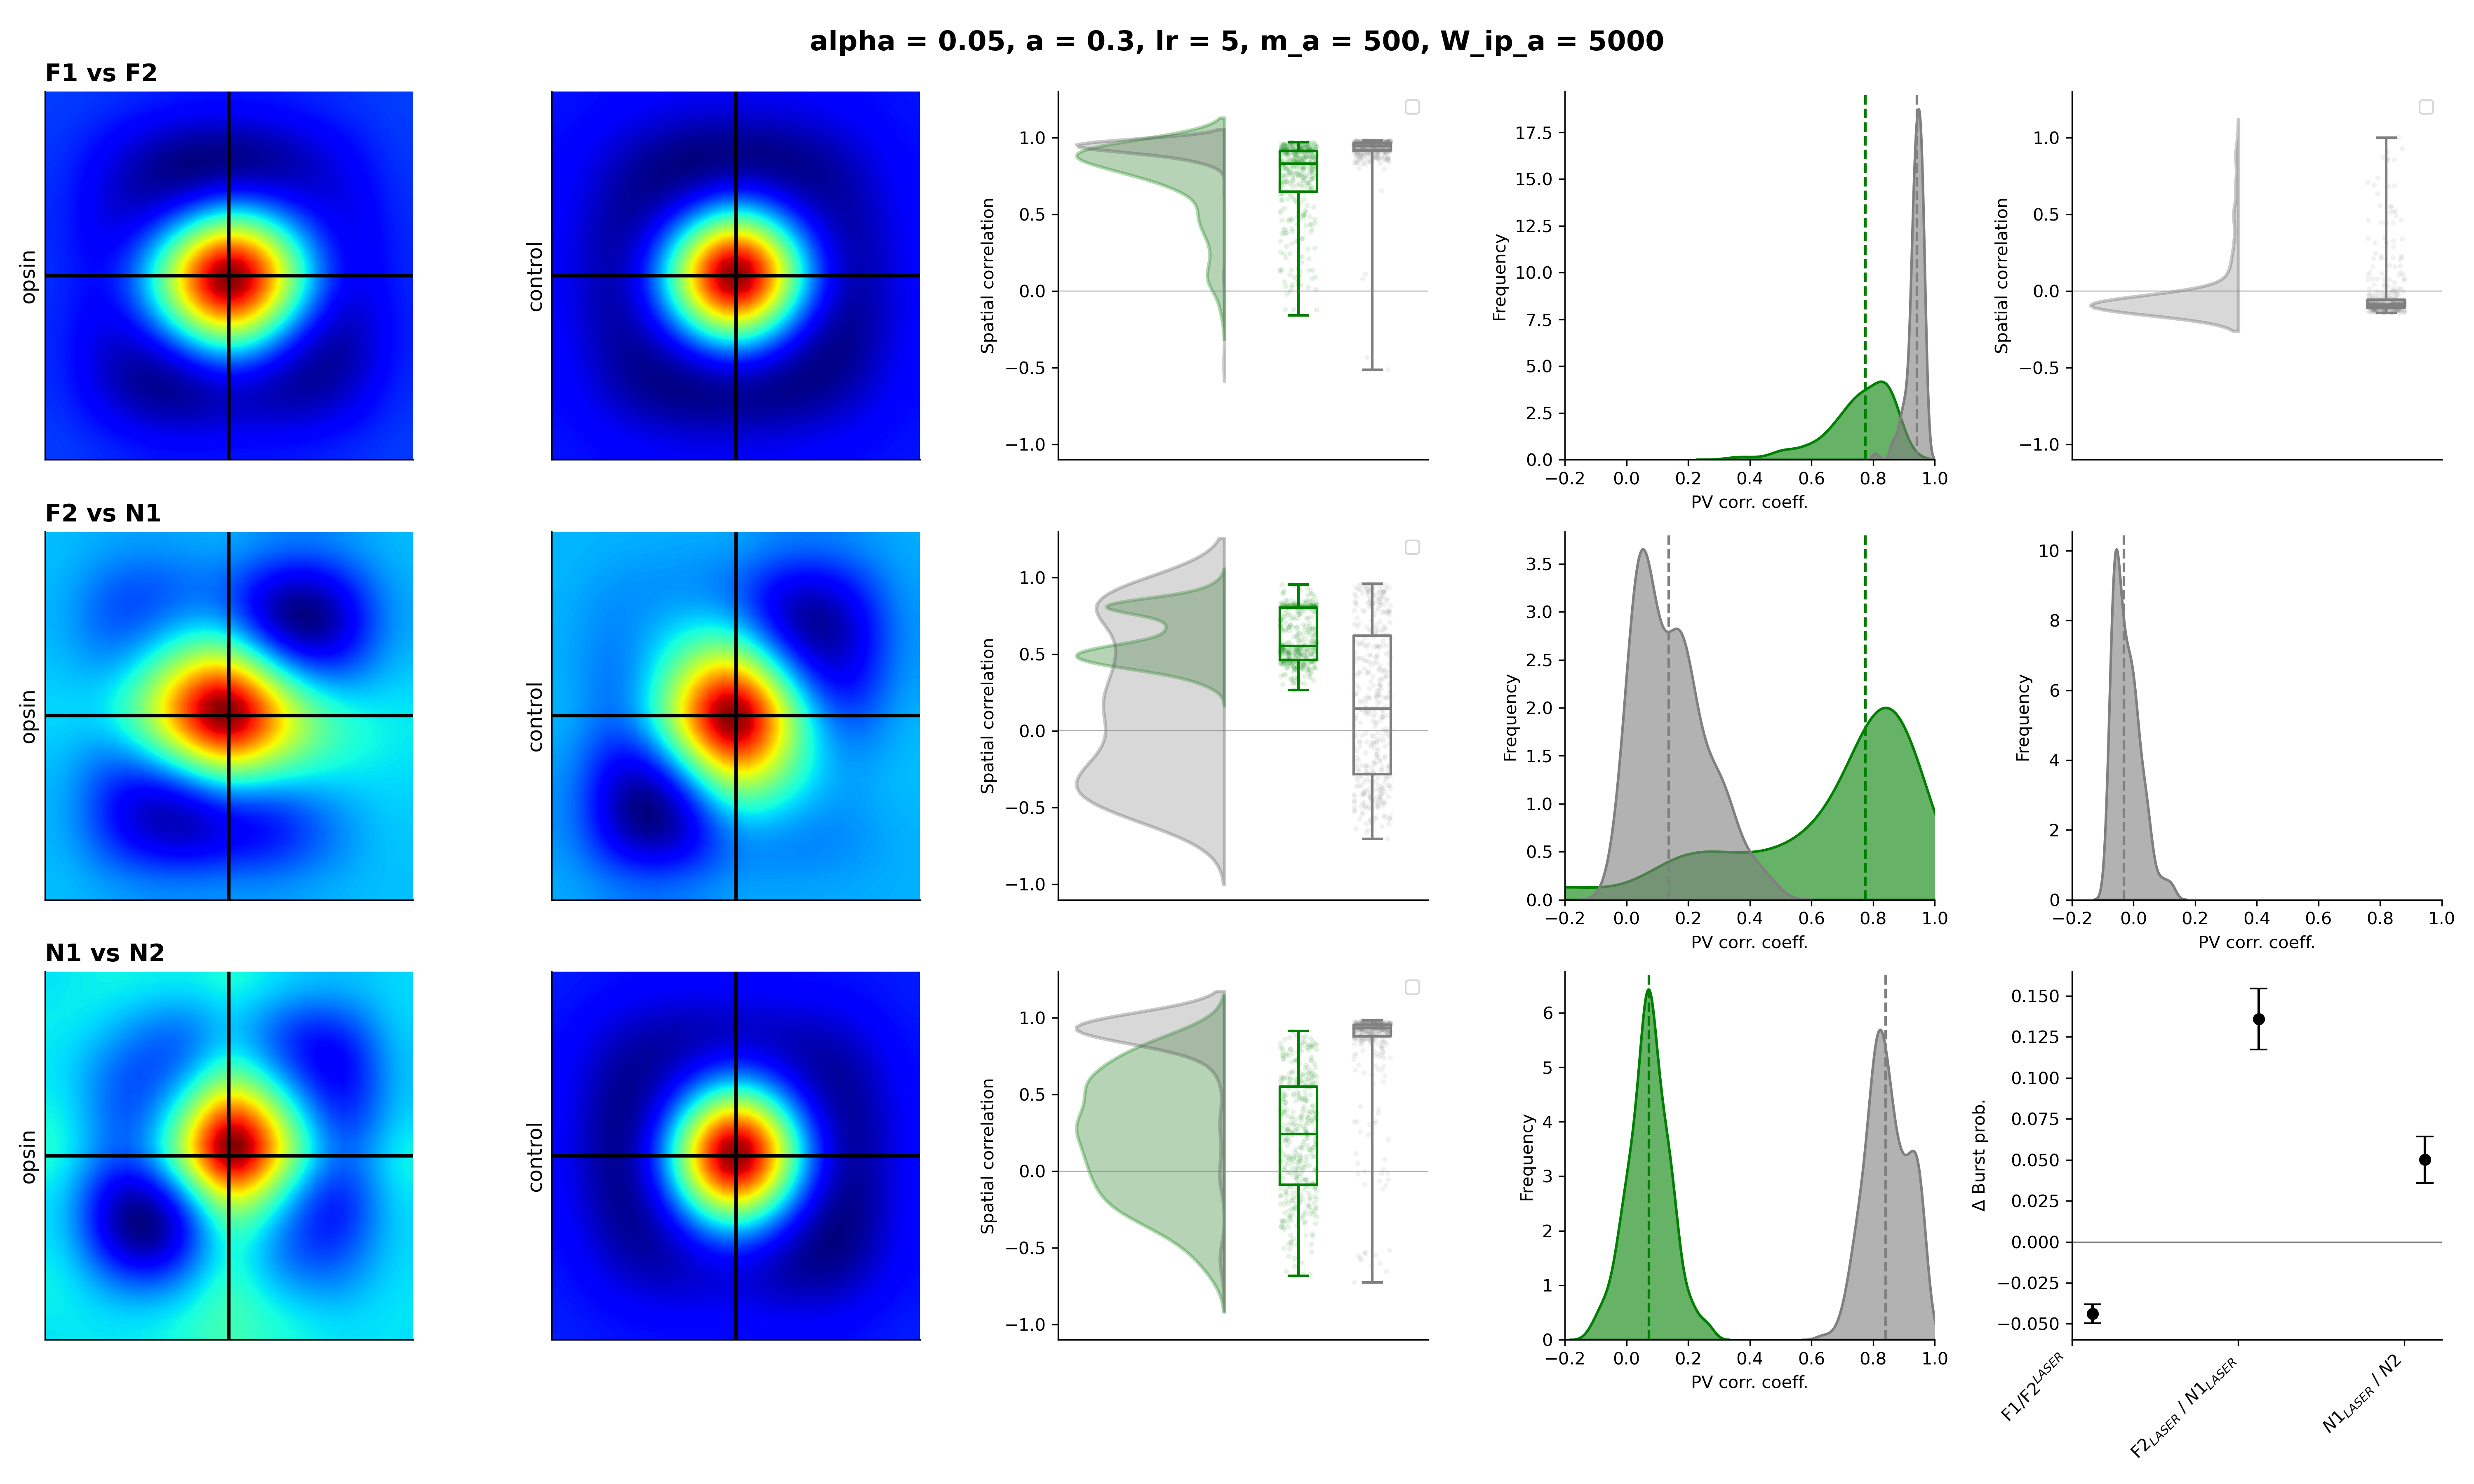 alpha = 0.05, a = 0.3, lr = 5, m_a = 500, W_ip_a = 5000
F1 vs F2
opsin
control
Spatial correlation
1.0
0.5
0.0
−0.5
−1.0
Frequency
17.5
15.0
12.5
10.0
7.5
5.0
2.5
0.0
−0.2 0.0 0.2 0.4 0.6 0.8 1.0
PV corr. coeff.
Spatial correlation
1.0
0.5
0.0
−0.5
−1.0
F2 vs N1
opsin
control
Spatial correlation
1.0
0.5
0.0
−0.5
−1.0
Frequency
3.5
3.0
2.5
2.0
1.5
1.0
0.5
0.0
−0.2 0.0 0.2 0.4 0.6 0.8 1.0
PV corr. coeff.
Frequency
10
8
6
4
2
0
−0.2 0.0 0.2 0.4 0.6 0.8 1.0
PV corr. coeff.
N1 vs N2
opsin
control
Spatial correlation
1.0
0.5
0.0
−0.5
−1.0
Frequency
6
5
4
3
2
1
0
−0.2 0.0 0.2 0.4 0.6 0.8 1.0
PV corr. coeff.
Δ Burst prob.
0.150
0.125
0.100
0.075
0.050
0.025
0.000
−0.025
−0.050
F1/F2^LASER
F2_LASER / N1_LASER
N1_LASER / N2